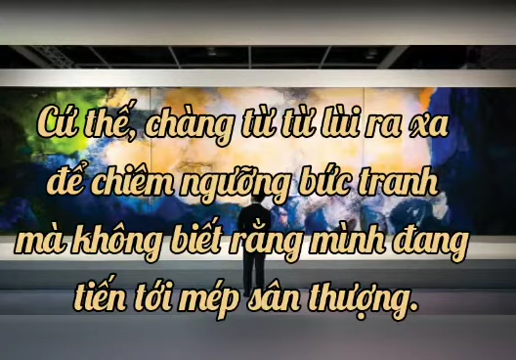 Cứ thế, chàng từ từ lùi ra xa
để chiêm ngưỡng bức tranh
mà không biết rằng mình đang
tiến tới mép sân thượng.